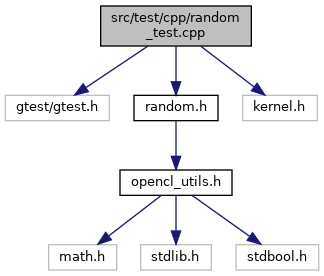 src/test/cpp/random
_test.cpp
gtest/gtest.h
random.h
kernel.h
opencl_utils.h
math.h
stdlib.h
stdbool.h